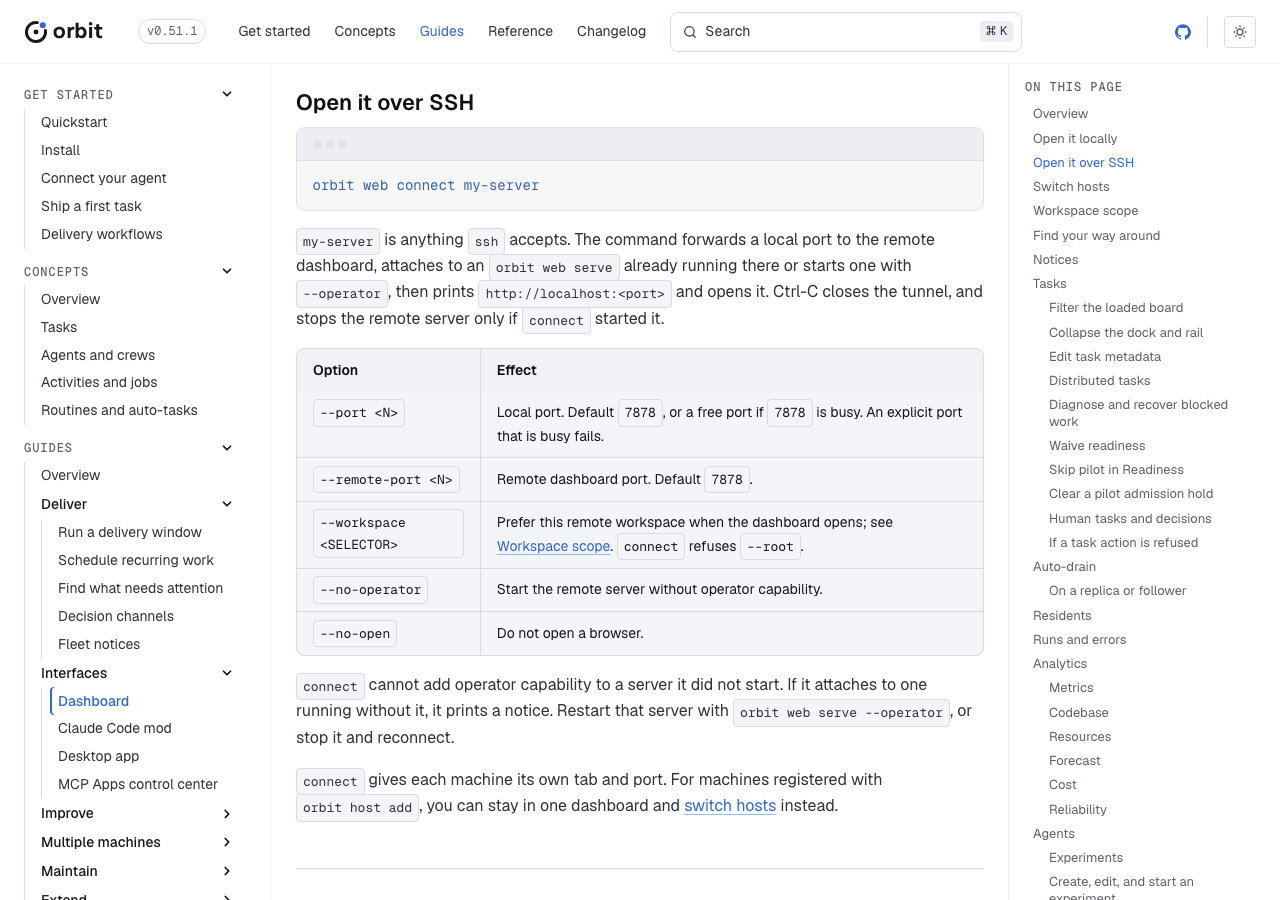 orbit
v0.51.1
Get started
Concepts
Guides
Reference
Changelog
Search
⌘ K
GET STARTED
Quickstart
Install
Connect your agent
Ship a first task
Delivery workflows
CONCEPTS
Overview
Tasks
Agents and crews
Activities and jobs
Routines and auto-tasks
GUIDES
Overview
Deliver
Run a delivery window
Schedule recurring work
Find what needs attention
Decision channels
Fleet notices
Interfaces
Dashboard
Claude Code mod
Desktop app
MCP Apps control center
Improve
Multiple machines
Maintain
Extend
Open it over SSH
orbit web connect my-server
my-server is anything ssh accepts. The command forwards a local port to the remote
dashboard, attaches to an orbit web serve already running there or starts one with
--operator, then prints http://localhost:<port> and opens it. Ctrl-C closes the tunnel, and
stops the remote server only if connect started it.
Option Effect
--port <N> Local port. Default 7878, or a free port if 7878 is busy. An explicit port
that is busy fails.
--remote-port <N> Remote dashboard port. Default 7878.
--workspace Prefer this remote workspace when the dashboard opens; see
<SELECTOR> Workspace scope. connect refuses --root.
--no-operator Start the remote server without operator capability.
--no-open Do not open a browser.
connect cannot add operator capability to a server it did not start. If it attaches to one
running without it, it prints a notice. Restart that server with orbit web serve --operator, or
stop it and reconnect.
connect gives each machine its own tab and port. For machines registered with
orbit host add, you can stay in one dashboard and switch hosts instead.
ON THIS PAGE
Overview
Open it locally
Open it over SSH
Switch hosts
Workspace scope
Find your way around
Notices
Tasks
Filter the loaded board
Collapse the dock and rail
Edit task metadata
Distributed tasks
Diagnose and recover blocked
work
Waive readiness
Skip pilot in Readiness
Clear a pilot admission hold
Human tasks and decisions
If a task action is refused
Auto-drain
On a replica or follower
Residents
Runs and errors
Analytics
Metrics
Codebase
Resources
Forecast
Cost
Reliability
Agents
Experiments
Create, edit, and start an
experiment